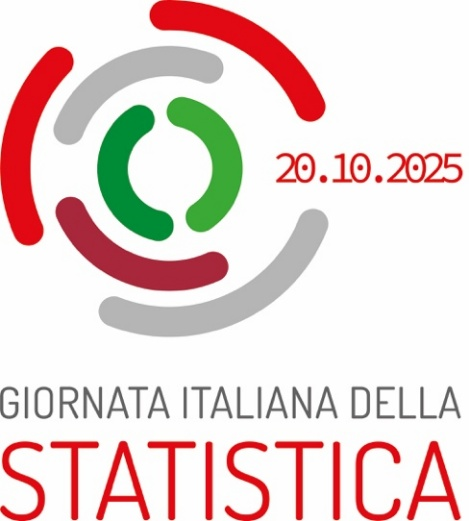 20.10.2025
GIORNATA ITALIANA DELLA
STATISTICA